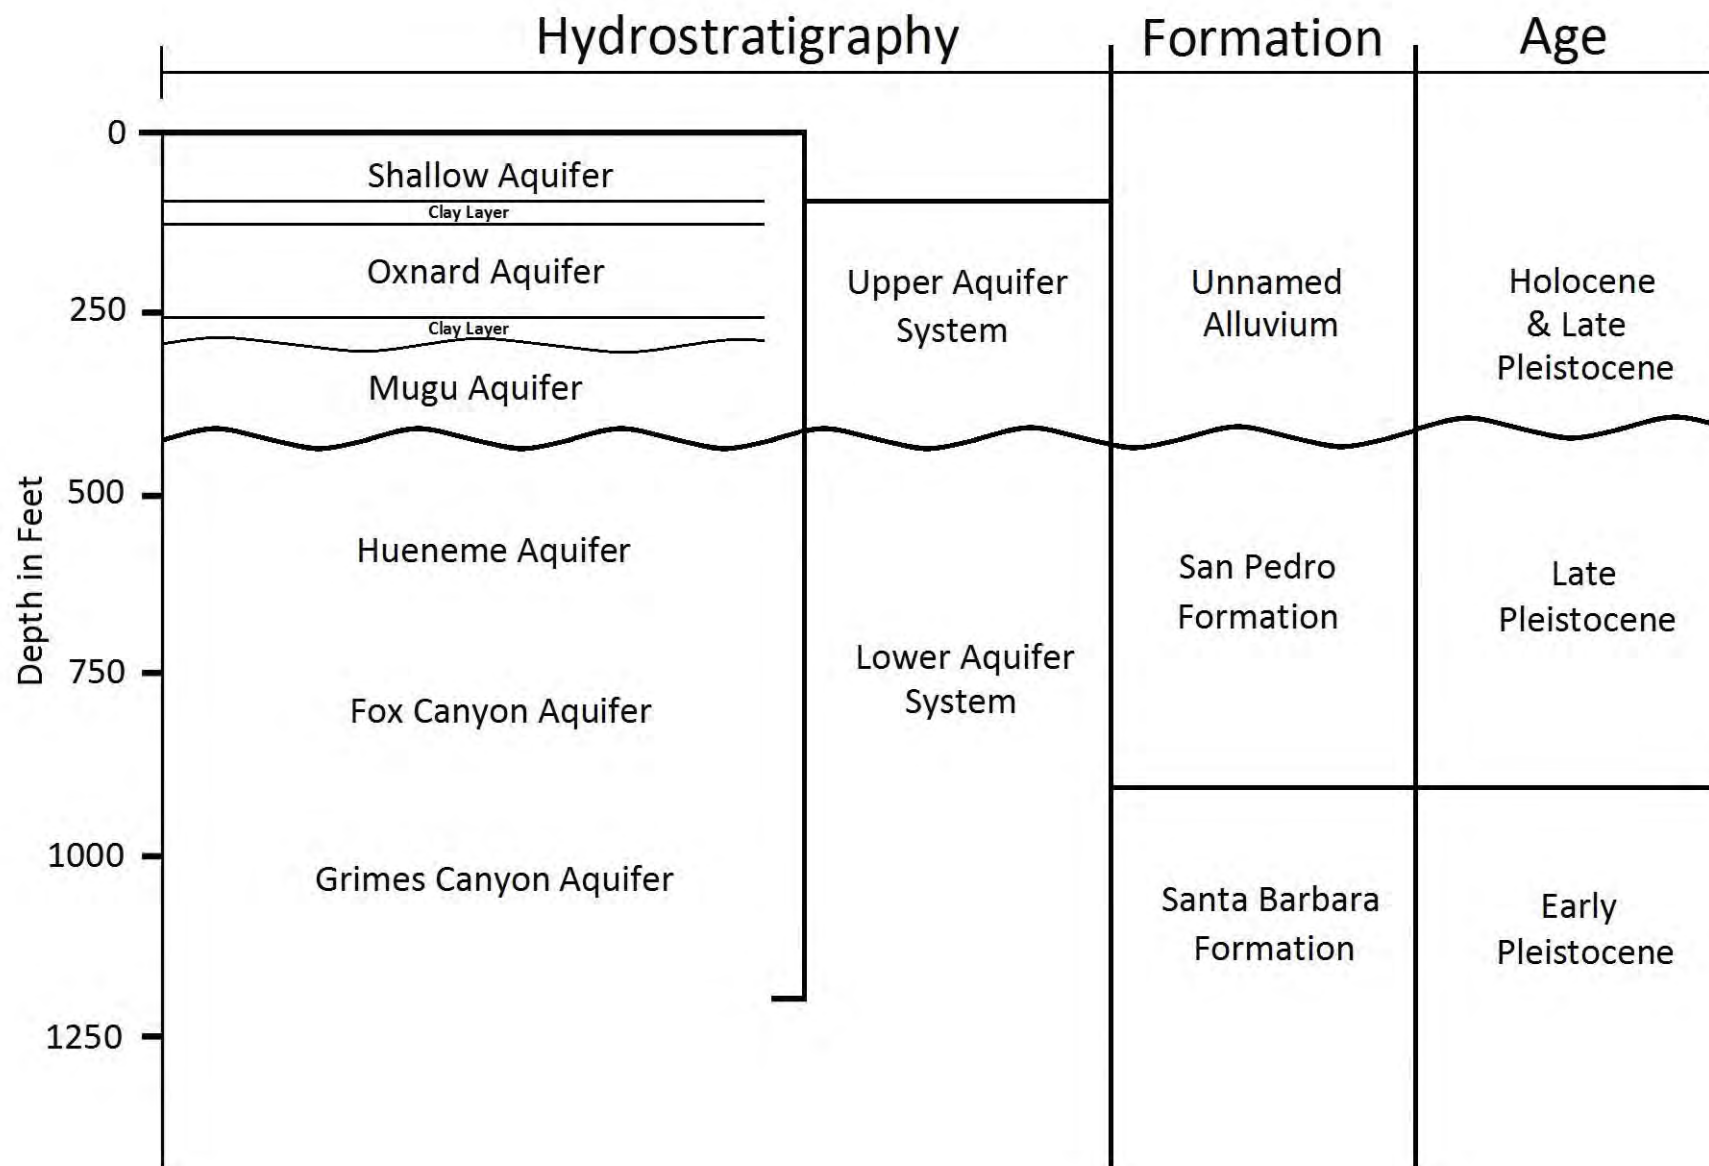 Hydrostratigraphy
Formation
Age
Depth in Feet
0
250
500
750
1000
1250
Shallow Aquifer
Clay Layer
Oxnard Aquifer
Clay Layer
Mugu Aquifer
Hueneme Aquifer
Fox Canyon Aquifer
Grimes Canyon Aquifer
Upper Aquifer
System
Lower Aquifer
System
Unnamed
Alluvium
San Pedro
Formation
Santa Barbara
Formation
Holocene
& Late
Pleistocene
Late
Pleistocene
Early
Pleistocene